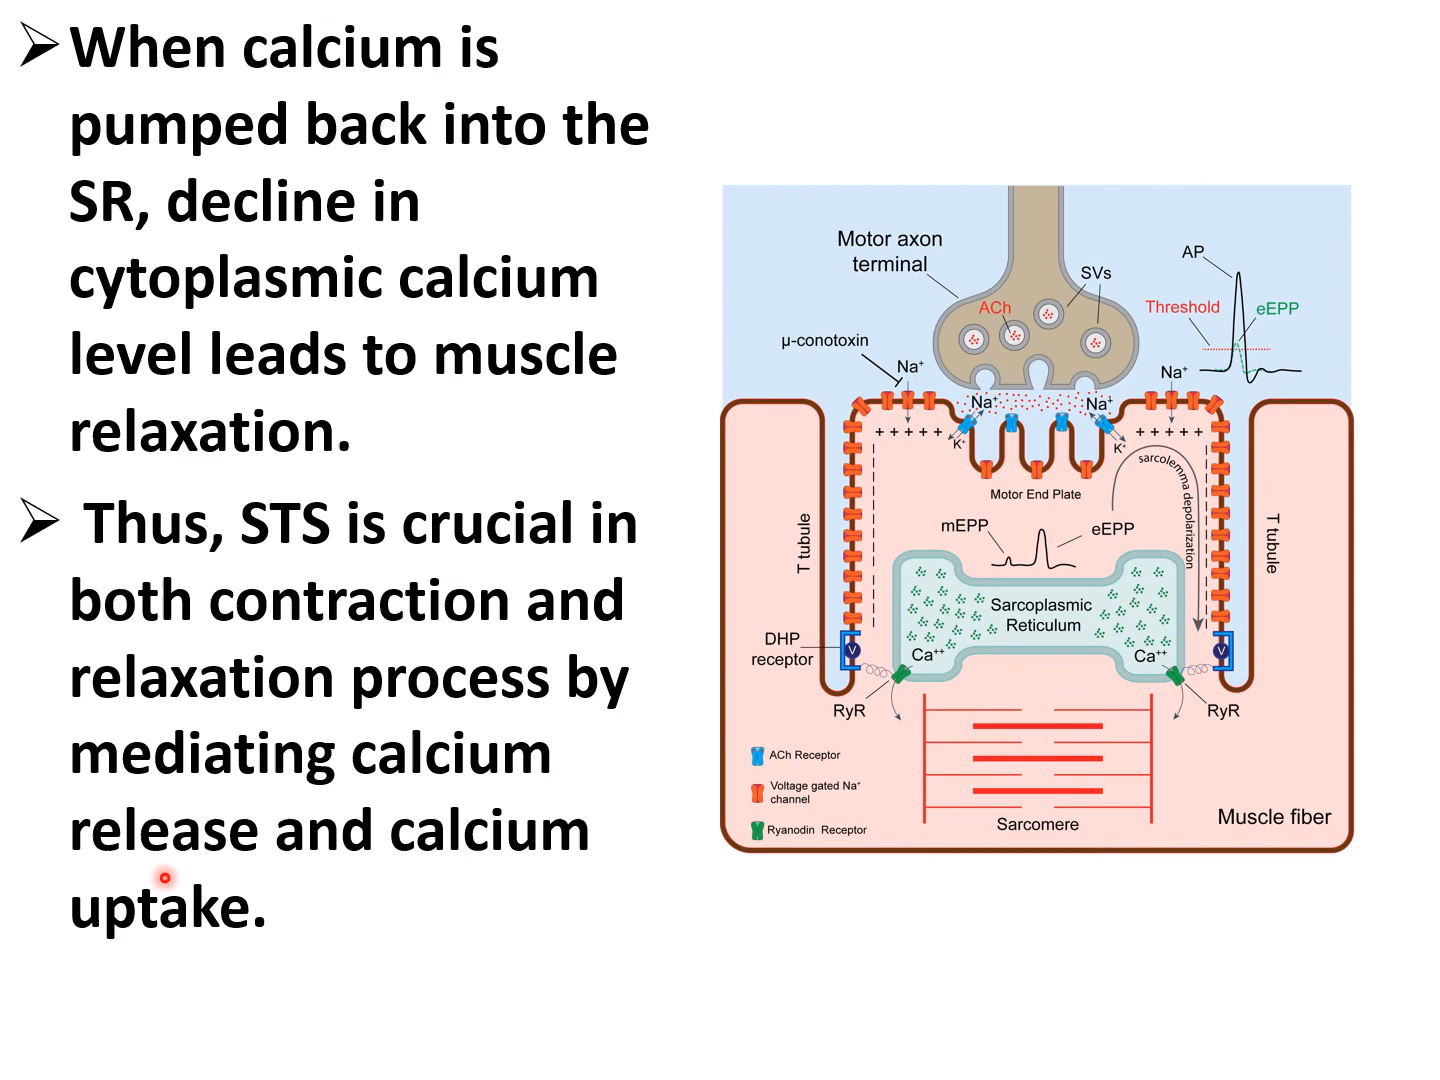 When calcium is
pumped back into the
SR, decline in
cytoplasmic calcium
level leads to muscle
relaxation.
Thus, STS is crucial in
both contraction and
relaxation process by
mediating calcium
release and calcium
uptake.
Motor axon
terminal
SVs
ACh
AP
Threshold
eEPP
μ-conotoxin
Na⁺
Na⁺
Na⁺
Na⁺
K⁺
K⁺
+ + + + +
+ + + + +
Motor End Plate
sarcolemma depolarization
T tubule
T tubule
mEPP
eEPP
Sarcoplasmic
Reticulum
DHP
receptor
V
V
Ca⁺⁺
Ca⁺⁺
RyR
RyR
ACh Receptor
Voltage gated Na⁺
channel
Ryanodin Receptor
Sarcomere
Muscle fiber